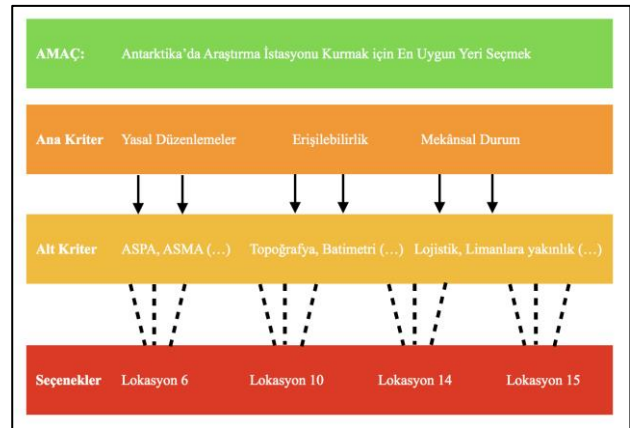 AMAÇ: Antarktika’da Araştırma İstasyonu Kurmak için En Uygun Yeri Seçmek
Ana Kriter Yasal Düzenlemeler Erişilebilirlik Mekânsal Durum
Alt Kriter ASPA, ASMA (…) Topoğrafya, Batimetri (…) Lojistik, Limanlara yakınlık (…)
Seçenekler Lokasyon 6 Lokasyon 10 Lokasyon 14 Lokasyon 15